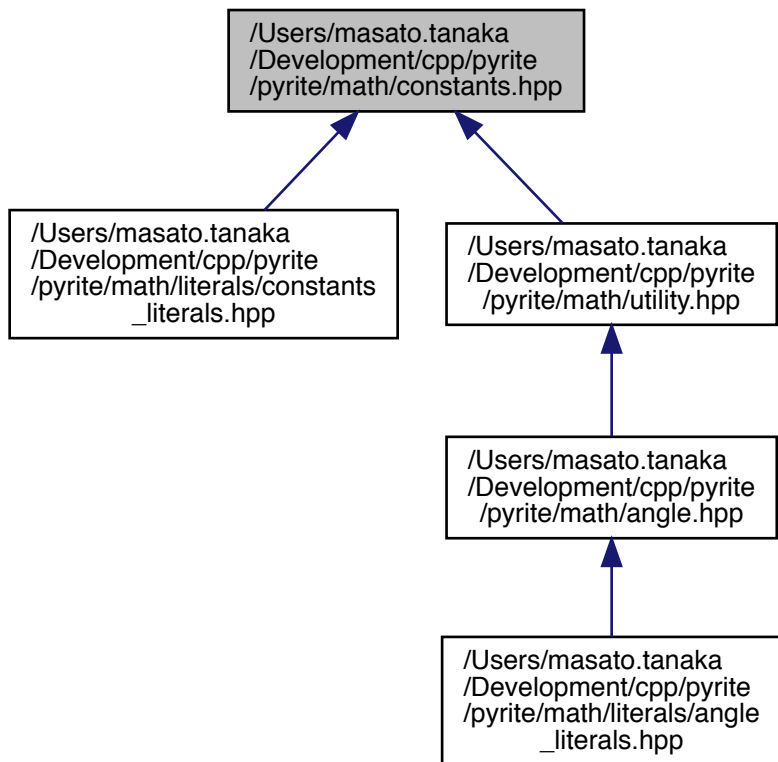 /Users/masato.tanaka
/Development/cpp/pyrite
/pyrite/math/constants.hpp
/Users/masato.tanaka
/Development/cpp/pyrite
/pyrite/math/literals/constants
_literals.hpp
/Users/masato.tanaka
/Development/cpp/pyrite
/pyrite/math/utility.hpp
/Users/masato.tanaka
/Development/cpp/pyrite
/pyrite/math/angle.hpp
/Users/masato.tanaka
/Development/cpp/pyrite
/pyrite/math/literals/angle
_literals.hpp